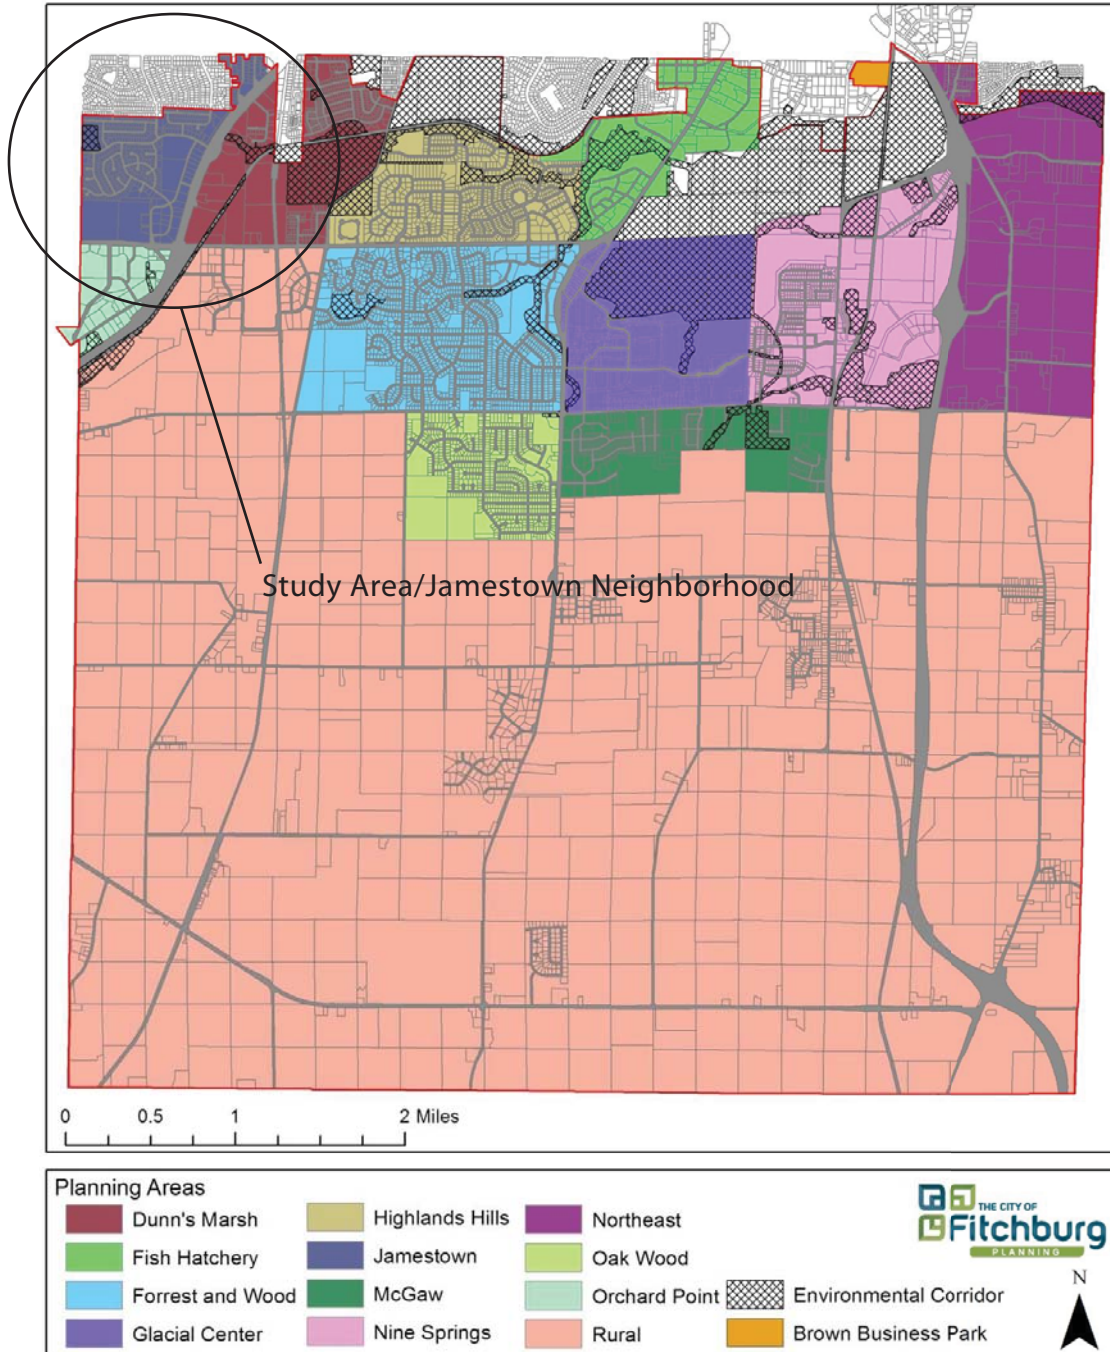 Study Area/Jamestown Neighborhood
0 0.5 1 2 Miles
Planning Areas
Dunn's Marsh
Fish Hatchery
Forrest and Wood
Glacial Center
Highlands Hills
Jamestown
McGaw
Nine Springs
Northeast
Oak Wood
Orchard Point
Rural
Environmental Corridor
Brown Business Park
THE CITY OF
Fitchburg
PLANNING
N